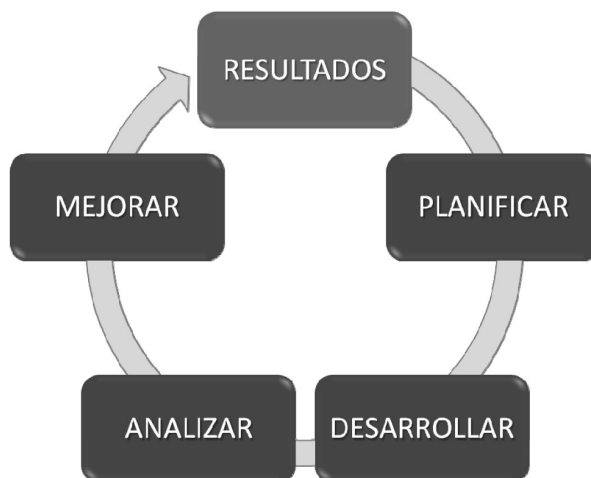 RESULTADOS
PLANIFICAR
DESARROLLAR
ANALIZAR
MEJORAR